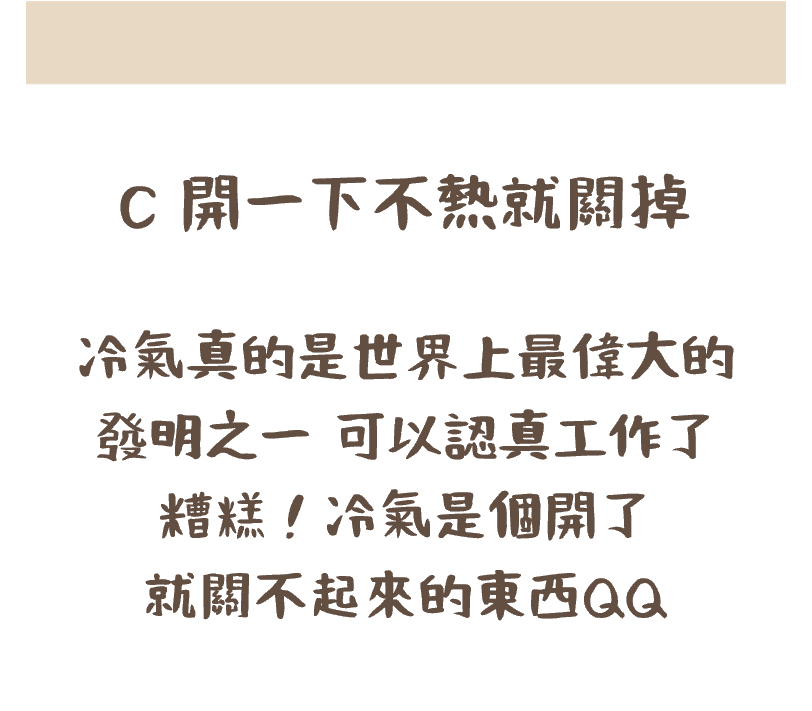 C 開一下不熱就關掉
冷氣真的是世界上最偉大的
發明之一 可以認真工作了
糟糕！冷氣是個開了
就關不起來的東西QQ